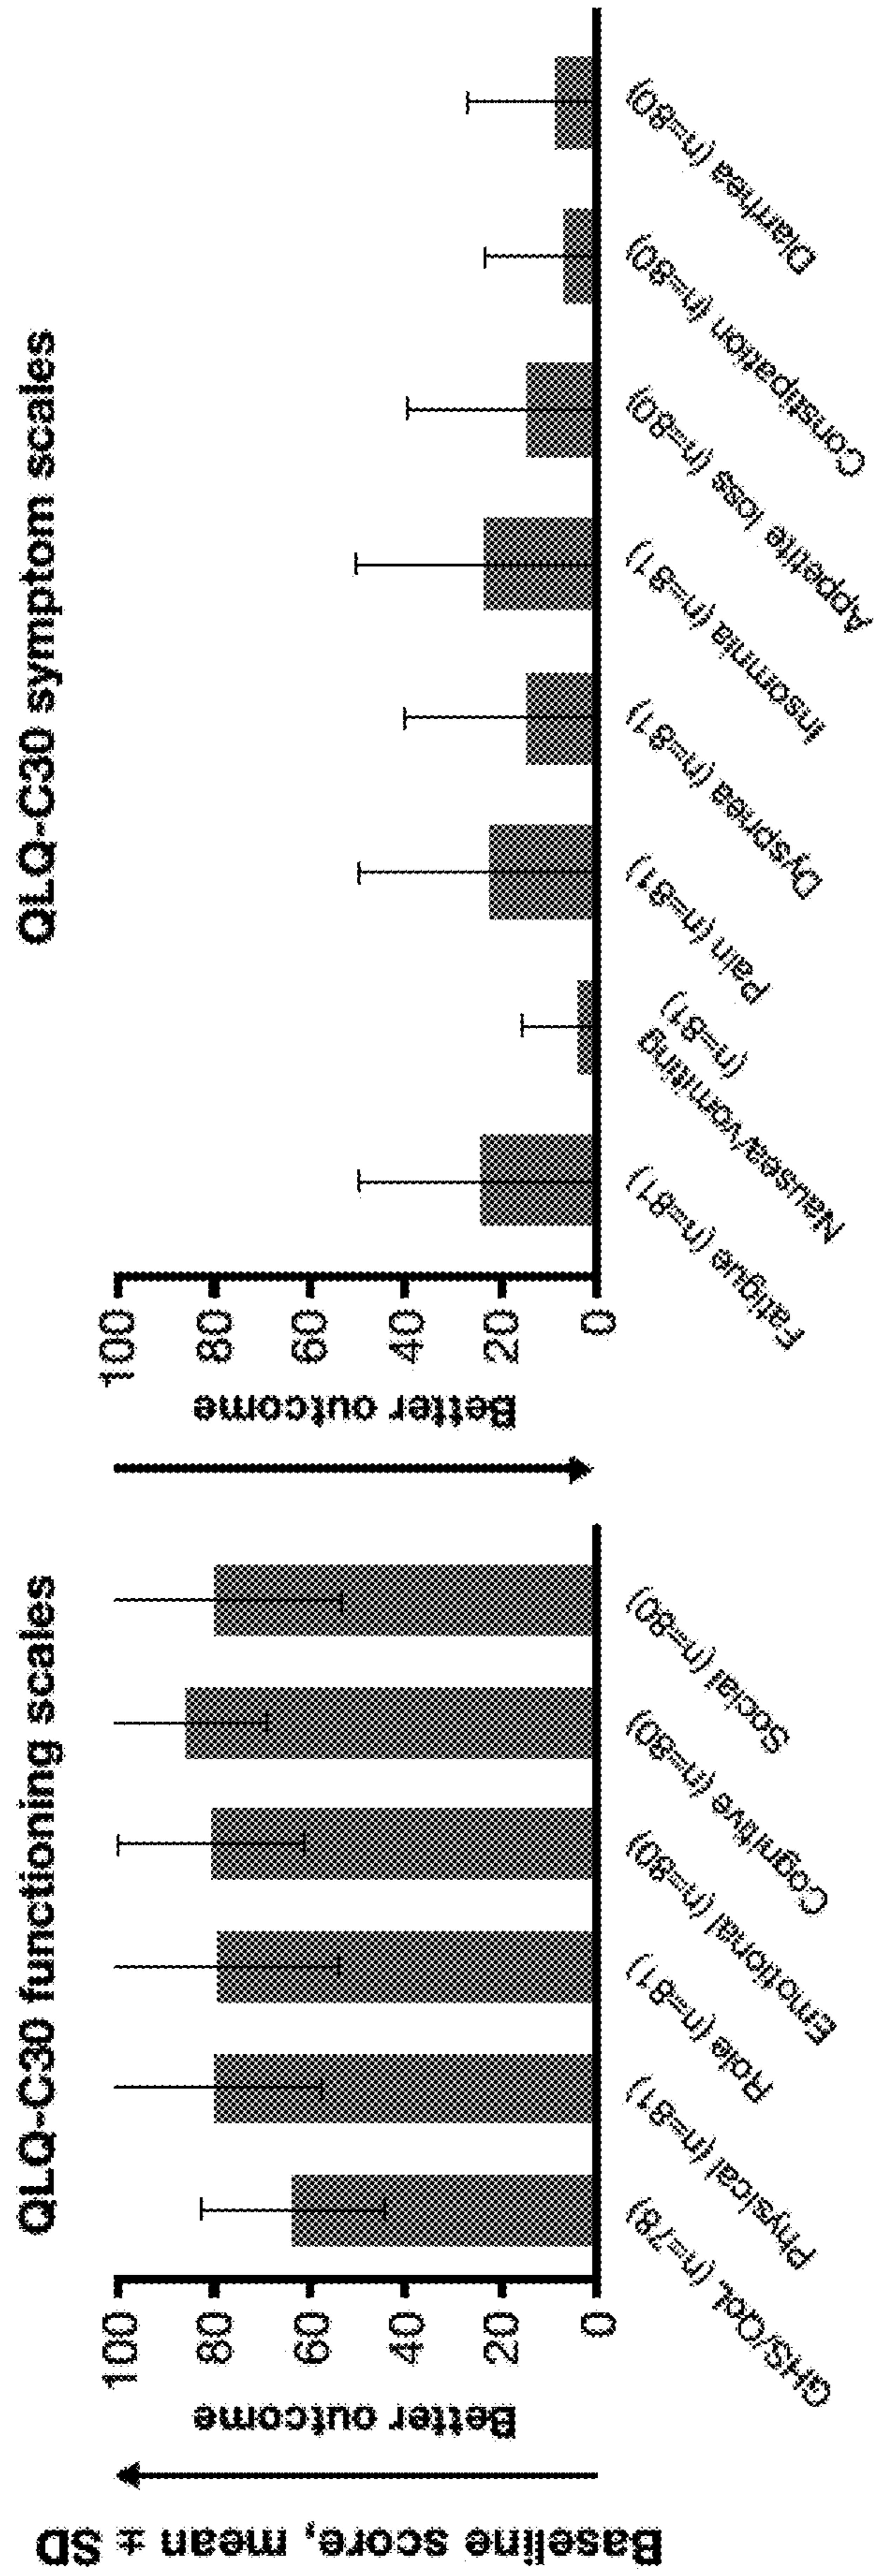 Baseline score, mean ± SD
QLQ-C30 functioning scales
Better outcome
100
80
60
40
20
0
GHS/QoL (n=78)
Physical (n=81)
Role (n=81)
Emotional (n=80)
Cognitive (n=80)
Social (n=80)
QLQ-C30 symptom scales
Better outcome
100
80
60
40
20
0
Fatigue (n=81)
Nausea/vomiting
(n=81)
Pain (n=81)
Dyspnea (n=81)
Insomnia (n=81)
Appetite loss (n=80)
Constipation (n=80)
Diarrhea (n=80)